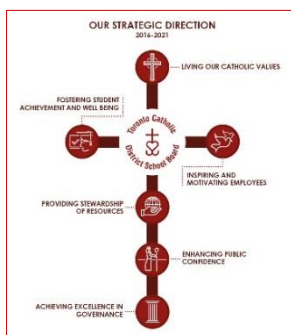 OUR STRATEGIC DIRECTION
2016-2021
LIVING OUR CATHOLIC VALUES
FOSTERING STUDENT
ACHIEVEMENT AND WELL BEING
Toronto Catholic
District School Board
INSPIRING AND
MOTIVATING EMPLOYEES
PROVIDING STEWARDSHIP
OF RESOURCES
ENHANCING PUBLIC
CONFIDENCE
ACHIEVING EXCELLENCE IN
GOVERNANCE